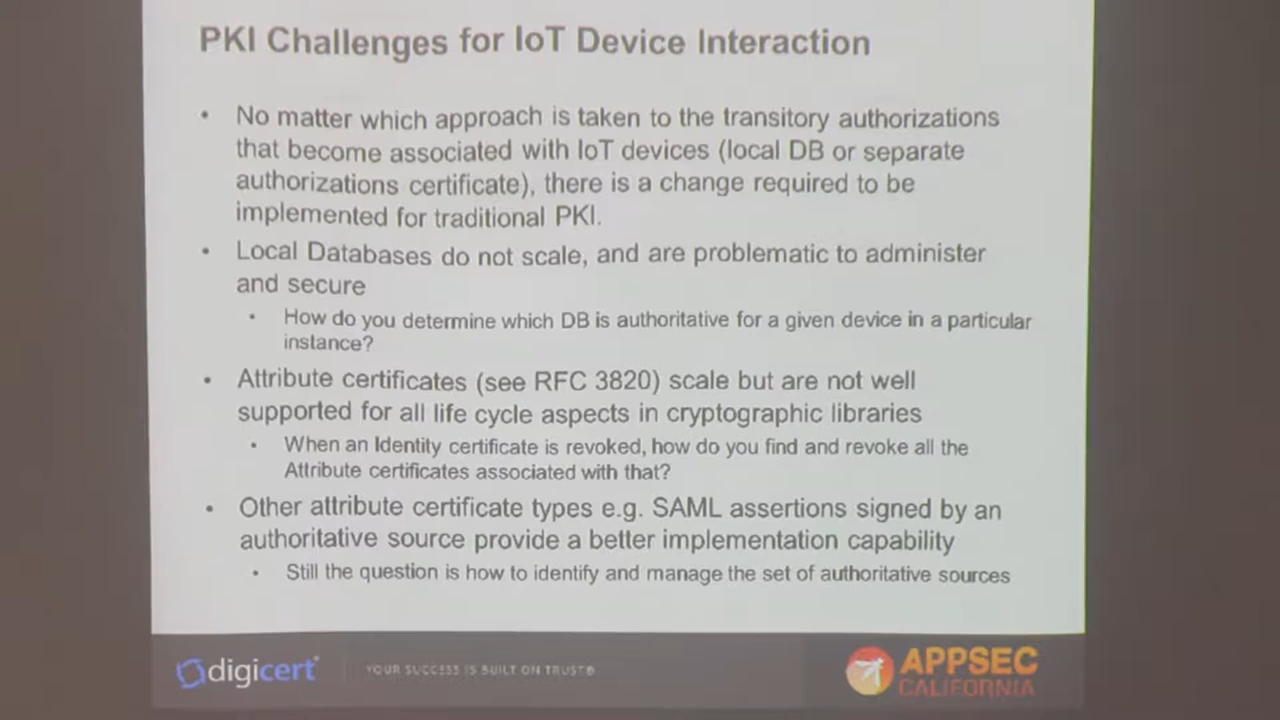 PKI Challenges for IoT Device Interaction
• No matter which approach is taken to the transitory authorizations
that become associated with IoT devices (local DB or separate
authorizations certificate), there is a change required to be
implemented for traditional PKI.
• Local Databases do not scale, and are problematic to administer
and secure
• How do you determine which DB is authoritative for a given device in a particular
instance?
• Attribute certificates (see RFC 3820) scale but are not well
supported for all life cycle aspects in cryptographic libraries
• When an Identity certificate is revoked, how do you find and revoke all the
Attribute certificates associated with that?
• Other attribute certificate types e.g. SAML assertions signed by an
authoritative source provide a better implementation capability
• Still the question is how to identify and manage the set of authoritative sources
digicert
YOUR SUCCESS IS BUILT ON TRUST®
APPSEC
CALIFORNIA